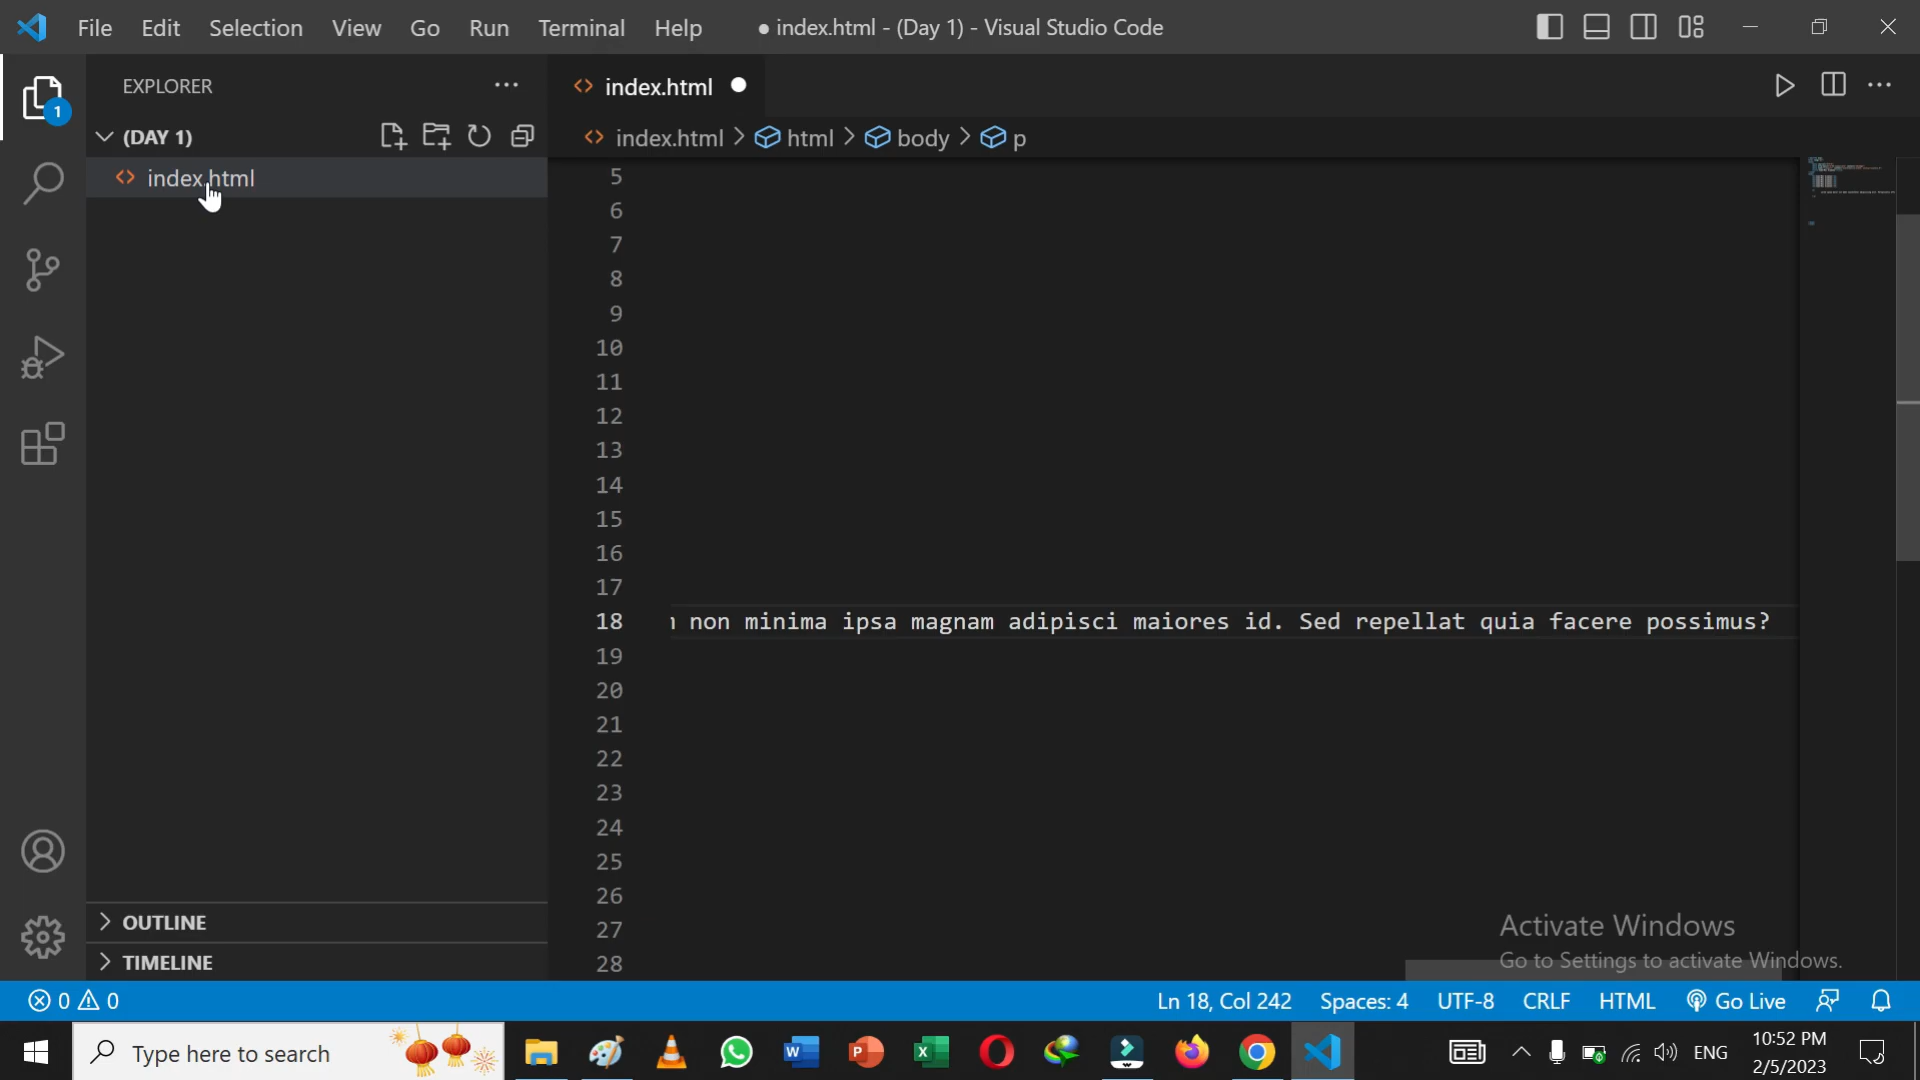 File Edit Selection View Go Run Terminal Help ● index.html - (Day 1) - Visual Studio Code
EXPLORER
index.html
1
(DAY 1)
index.html > html > body > p
index.html
5
6
7
8
9
10
11
12
13
14
15
16
17
18 non minima ipsa magnam adipisci maiores id. Sed repellat quia facere possimus?
19
20
21
22
23
24
25
26
27
28
OUTLINE
TIMELINE
Activate Windows
Go to Settings to activate Windows.
0 0 Ln 18, Col 242 Spaces: 4 UTF-8 CRLF HTML Go Live
Type here to search
ENG
10:52 PM
2/5/2023